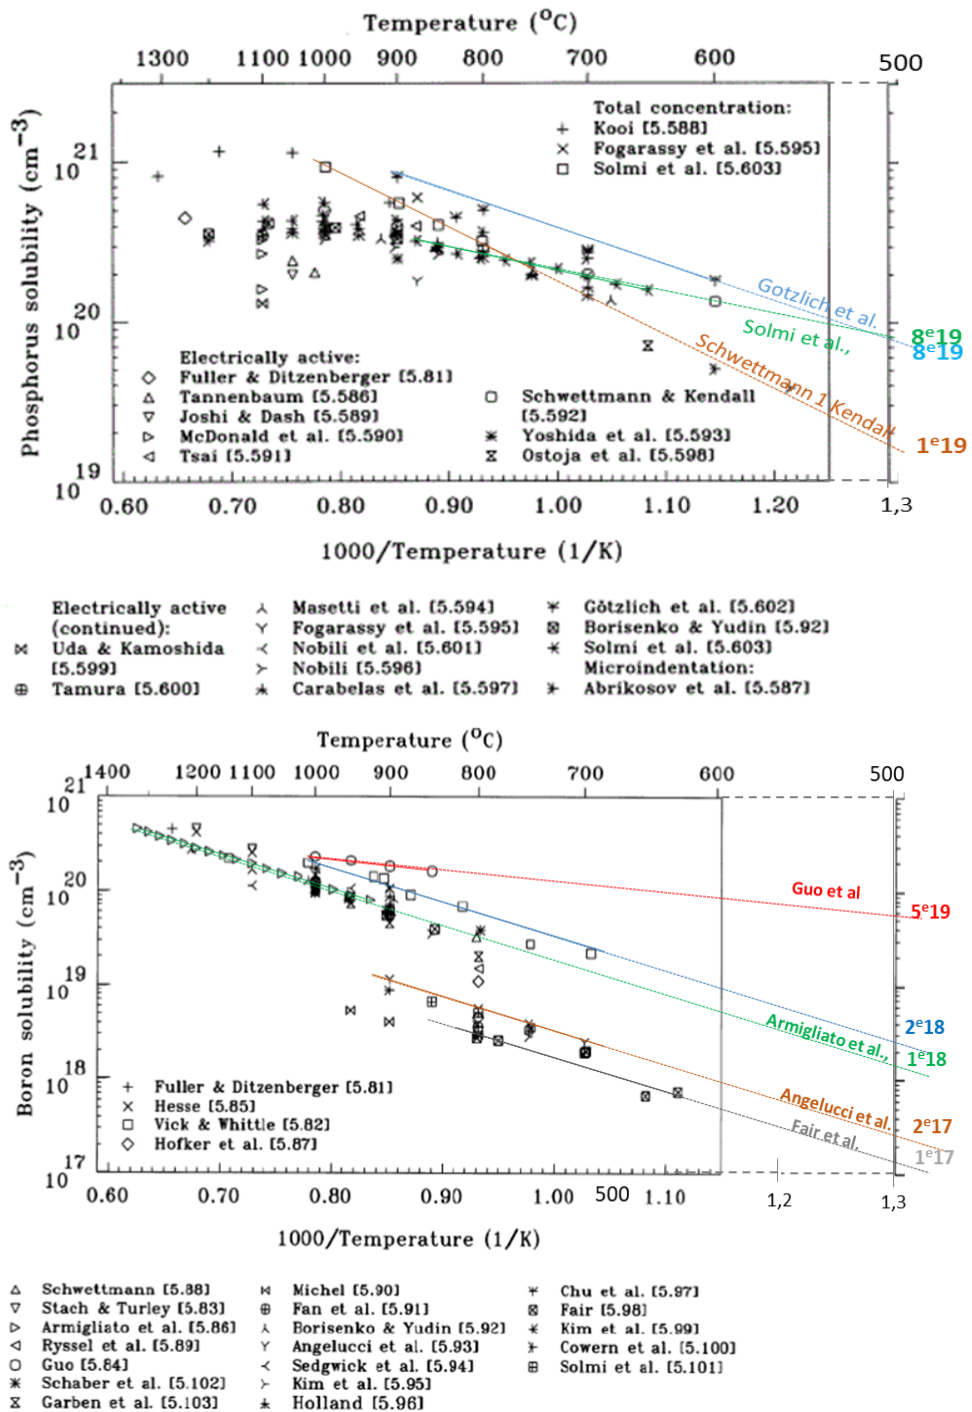 Temperature (°C)
1300 1100 1000 900 800 700 600 500
Phosphorus solubility (cm⁻³)
10²¹
10²⁰
10¹⁹
Total concentration:
+ Kooi [5.588]
× Fogarassy et al. [5.595]
□ Solmi et al. [5.603]
Gotzlich et al.
Solmi et al.,
Schwettmann 1 Kendall
8ᵉ19
8ᵉ19
1ᵉ19
Electrically active:
◇ Fuller & Ditzenberger [5.81]
△ Tannenbaum [5.586]
▽ Joshi & Dash [5.589]
▷ McDonald et al. [5.590]
◁ Tsai [5.591]
Schwettmann & Kendall
[5.592]
Yoshida et al. [5.593]
Ostoja et al. [5.598]
0.60 0.70 0.80 0.90 1.00 1.10 1.20 1,3
1000/Temperature (1/K)
Electrically active
(continued):
Uda & Kamoshida
[5.599]
Tamura [5.600]
Masetti et al. [5.594]
Fogarassy et al. [5.595]
Nobili et al. [5.601]
Nobili [5.596]
Carabelas et al. [5.597]
Götzlich et al. [5.602]
Borisenko & Yudin [5.92]
Solmi et al. [5.603]
Microindentation:
Abrikosov et al. [5.587]
Temperature (°C)
1400 1200 1100 1000 900 800 700 600 500
Boron solubility (cm⁻³)
10²¹
10²⁰
10¹⁹
10¹⁸
10¹⁷
Guo et al
5ᵉ19
2ᵉ18
Armigliato et al.,
1ᵉ18
Angelucci et al.
2ᵉ17
Fair et al.
1ᵉ17
+ Fuller & Ditzenberger [5.81]
× Hesse [5.85]
□ Vick & Whittle [5.82]
◇ Hofker et al. [5.87]
0.60 0.70 0.80 0.90 1.00 500 1.10 1,2 1,3
1000/Temperature (1/K)
△ Schwettmann [5.88]
▽ Stach & Turley [5.83]
▷ Armigliato et al. [5.86]
◁ Ryssel et al. [5.89]
○ Guo [5.84]
Schaber et al. [5.102]
Garben et al. [5.103]
Michel [5.90]
Fan et al. [5.91]
Borisenko & Yudin [5.92]
Angelucci et al. [5.93]
Sedgwick et al. [5.94]
Kim et al. [5.95]
Holland [5.96]
Chu et al. [5.97]
Fair [5.98]
Kim et al. [5.99]
Cowern et al. [5.100]
Solmi et al. [5.101]